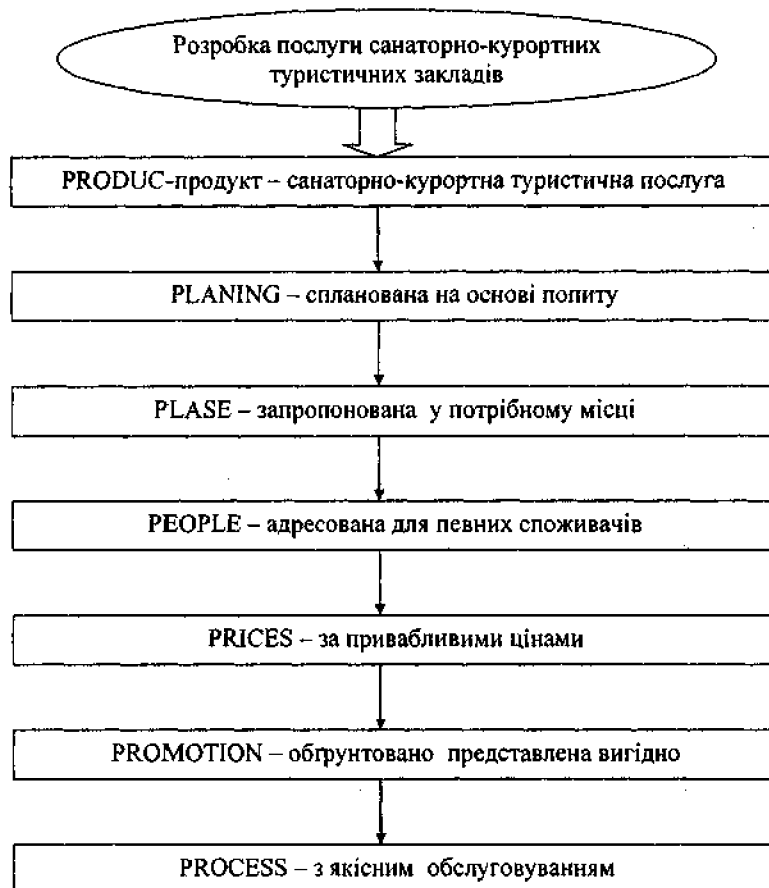 Розробка послуги санаторно-курортних
туристичних закладів
PRODUC-продукт – санаторно-курортна туристична послуга
PLANING – спланована на основі попиту
PLASE – запропонована у потрібному місці
PEOPLE – адресована для певних споживачів
PRICES – за привабливими цінами
PROMOTION – обґрунтовано представлена вигідно
PROCESS – з якісним обслуговуванням